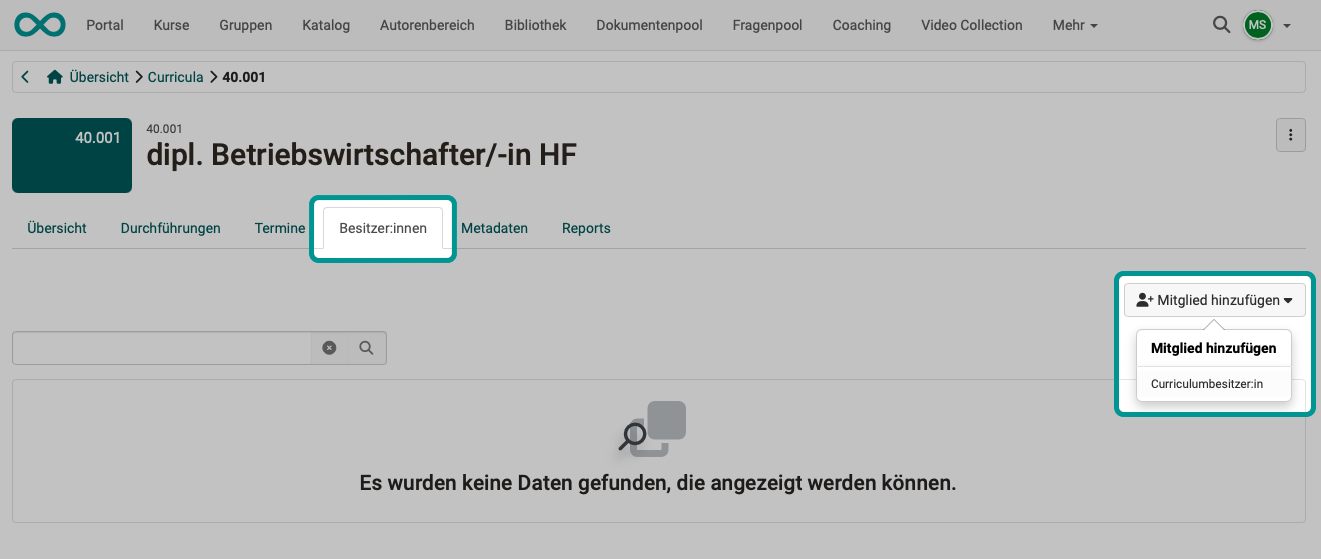 Portal Kurse Gruppen Katalog Autorenbereich Bibliothek Dokumentenpool Fragenpool Coaching Video Collection Mehr MS
Übersicht Curricula 40.001
40.001
40.001
dipl. Betriebswirtschafter/-in HF
Übersicht Durchführungen Termine Besitzer:innen Metadaten Reports
Mitglied hinzufügen
Mitglied hinzufügen
Curriculumbesitzer:in
Es wurden keine Daten gefunden, die angezeigt werden können.